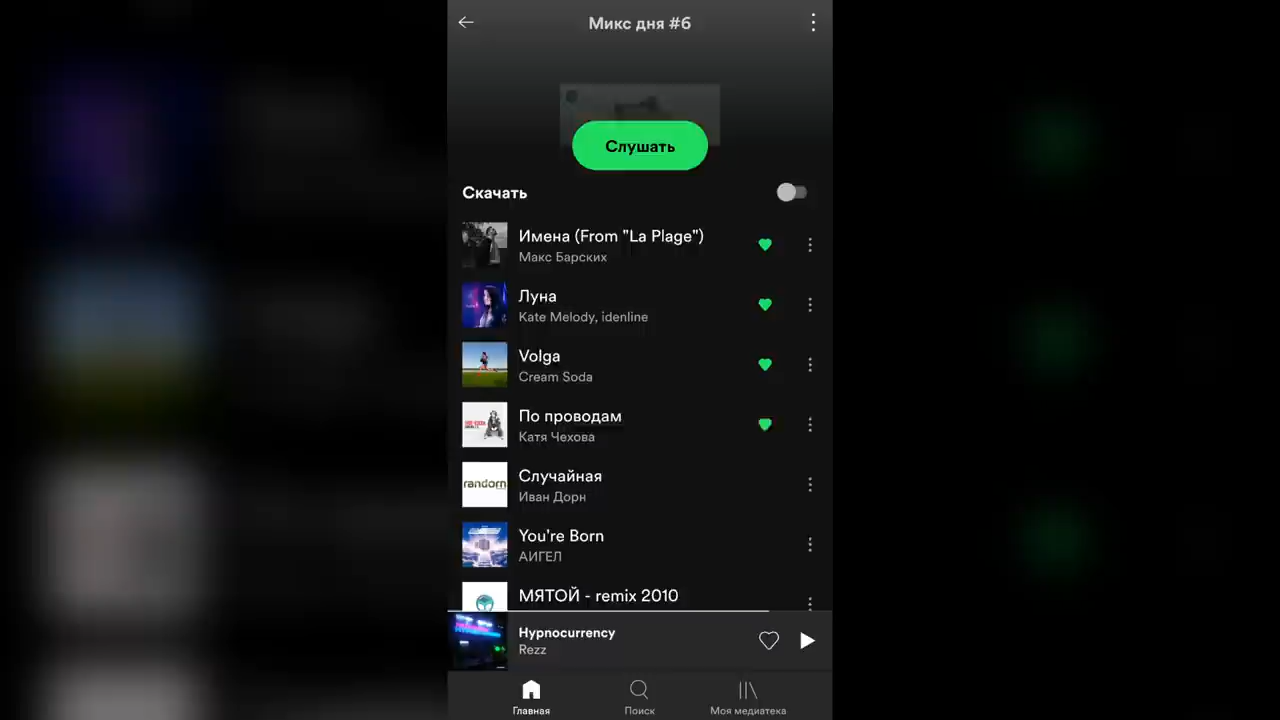 Микс дня #6
Слушать
Скачать
Имена (From "La Plage")
Макс Барских
Луна
Kate Melody, idenline
Volga
Cream Soda
По проводам
Катя Чехова
Случайная
Иван Дорн
random
You're Born
АИГЕЛ
МЯТОЙ - remix 2010
Hypnocurrency
Rezz
Главная
Поиск
Моя медиатека